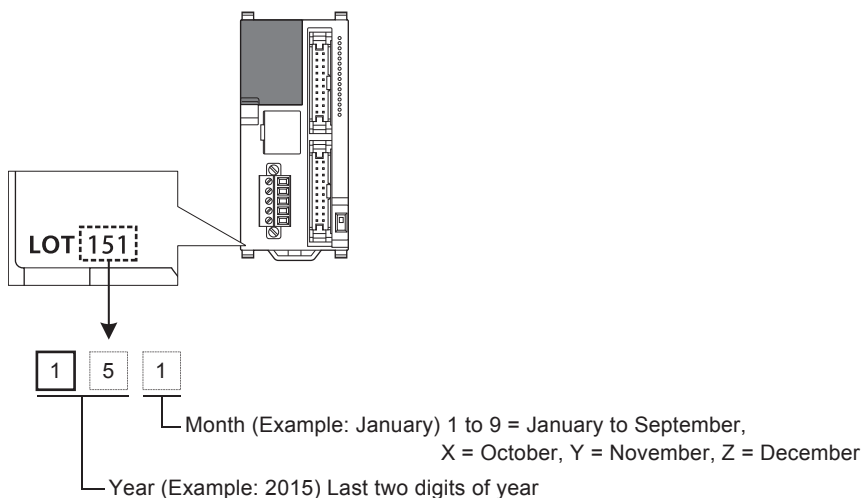 LOT 151
1 5 1
Month (Example: January) 1 to 9 = January to September,
X = October, Y = November, Z = December
Year (Example: 2015) Last two digits of year